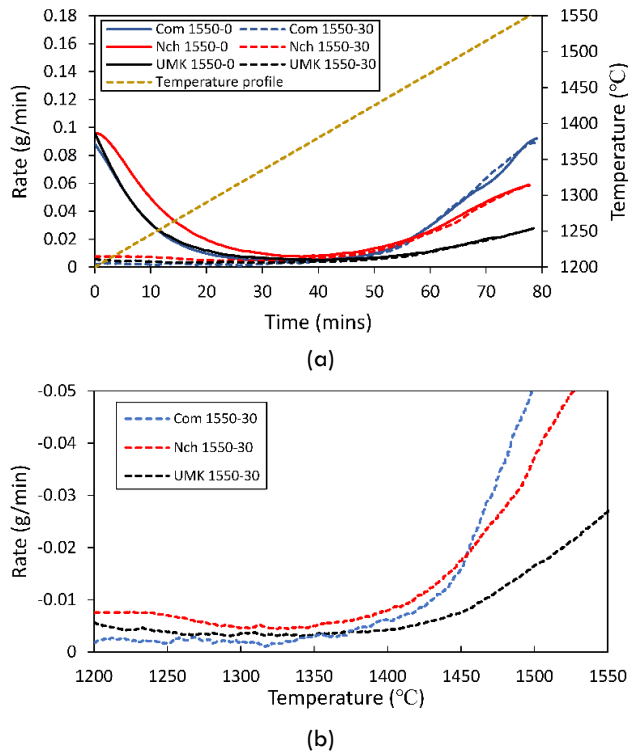 Rate (g/min)
0.18
0.16
0.14
0.12
0.1
0.08
0.06
0.04
0.02
0
Com 1550-0 Com 1550-30
Nch 1550-0 Nch 1550-30
UMK 1550-0 UMK 1550-30
Temperature profile
1550
1500
1450
1400
1350
1300
1250
1200
Temperature (℃)
0 10 20 30 40 50 60 70 80
Time (mins)
(a)
Rate (g/min)
-0.05
-0.04
-0.03
-0.02
-0.01
0
Com 1550-30
Nch 1550-30
UMK 1550-30
1200 1250 1300 1350 1400 1450 1500 1550
Temperature (℃)
(b)